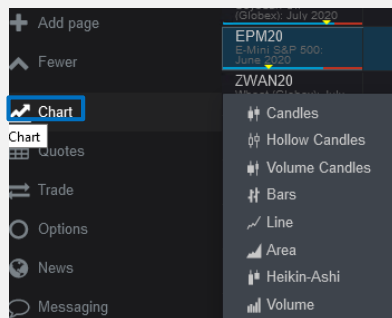 Add page
Fewer
Chart
Chart
Quotes
Trade
Options
News
Messaging
(Globex): July 2020
EPM20
E-Mini S&P 500:
June 2020
ZWAN20
Candles
Hollow Candles
Volume Candles
Bars
Line
Area
Heikin-Ashi
Volume